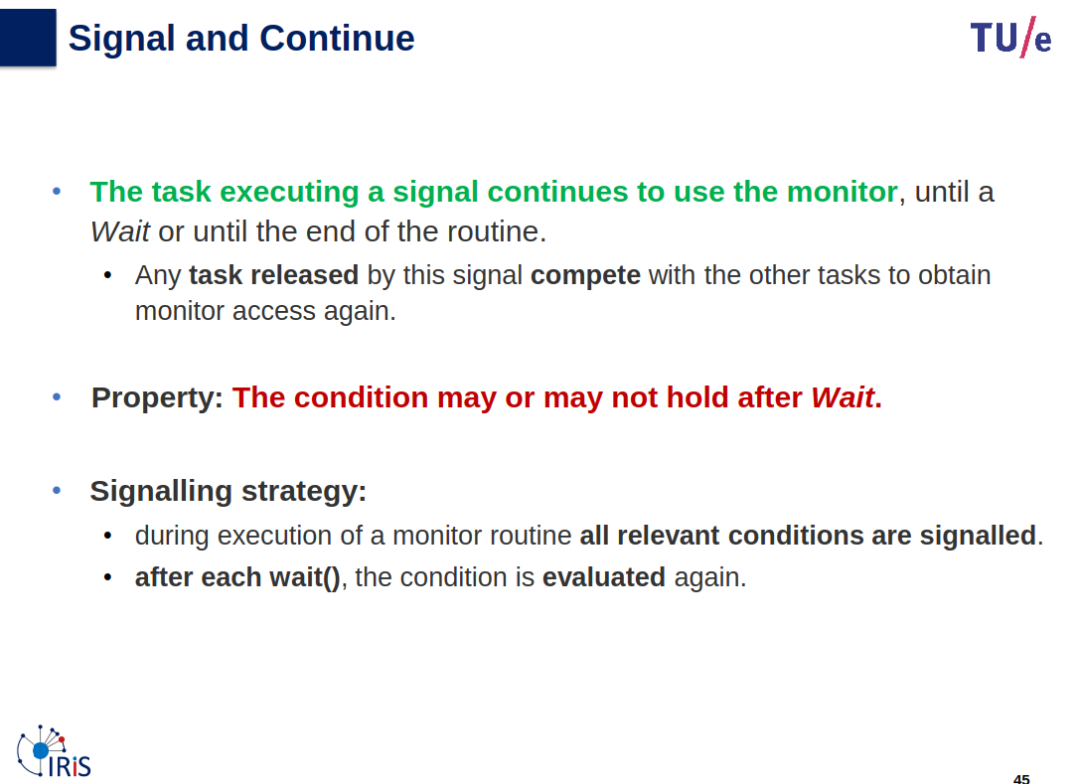 Signal and Continue
TU/e
• The task executing a signal continues to use the monitor, until a
Wait or until the end of the routine.
• Any task released by this signal compete with the other tasks to obtain
monitor access again.
• Property: The condition may or may not hold after Wait.
• Signalling strategy:
• during execution of a monitor routine all relevant conditions are signalled.
• after each wait(), the condition is evaluated again.
IRiS
45